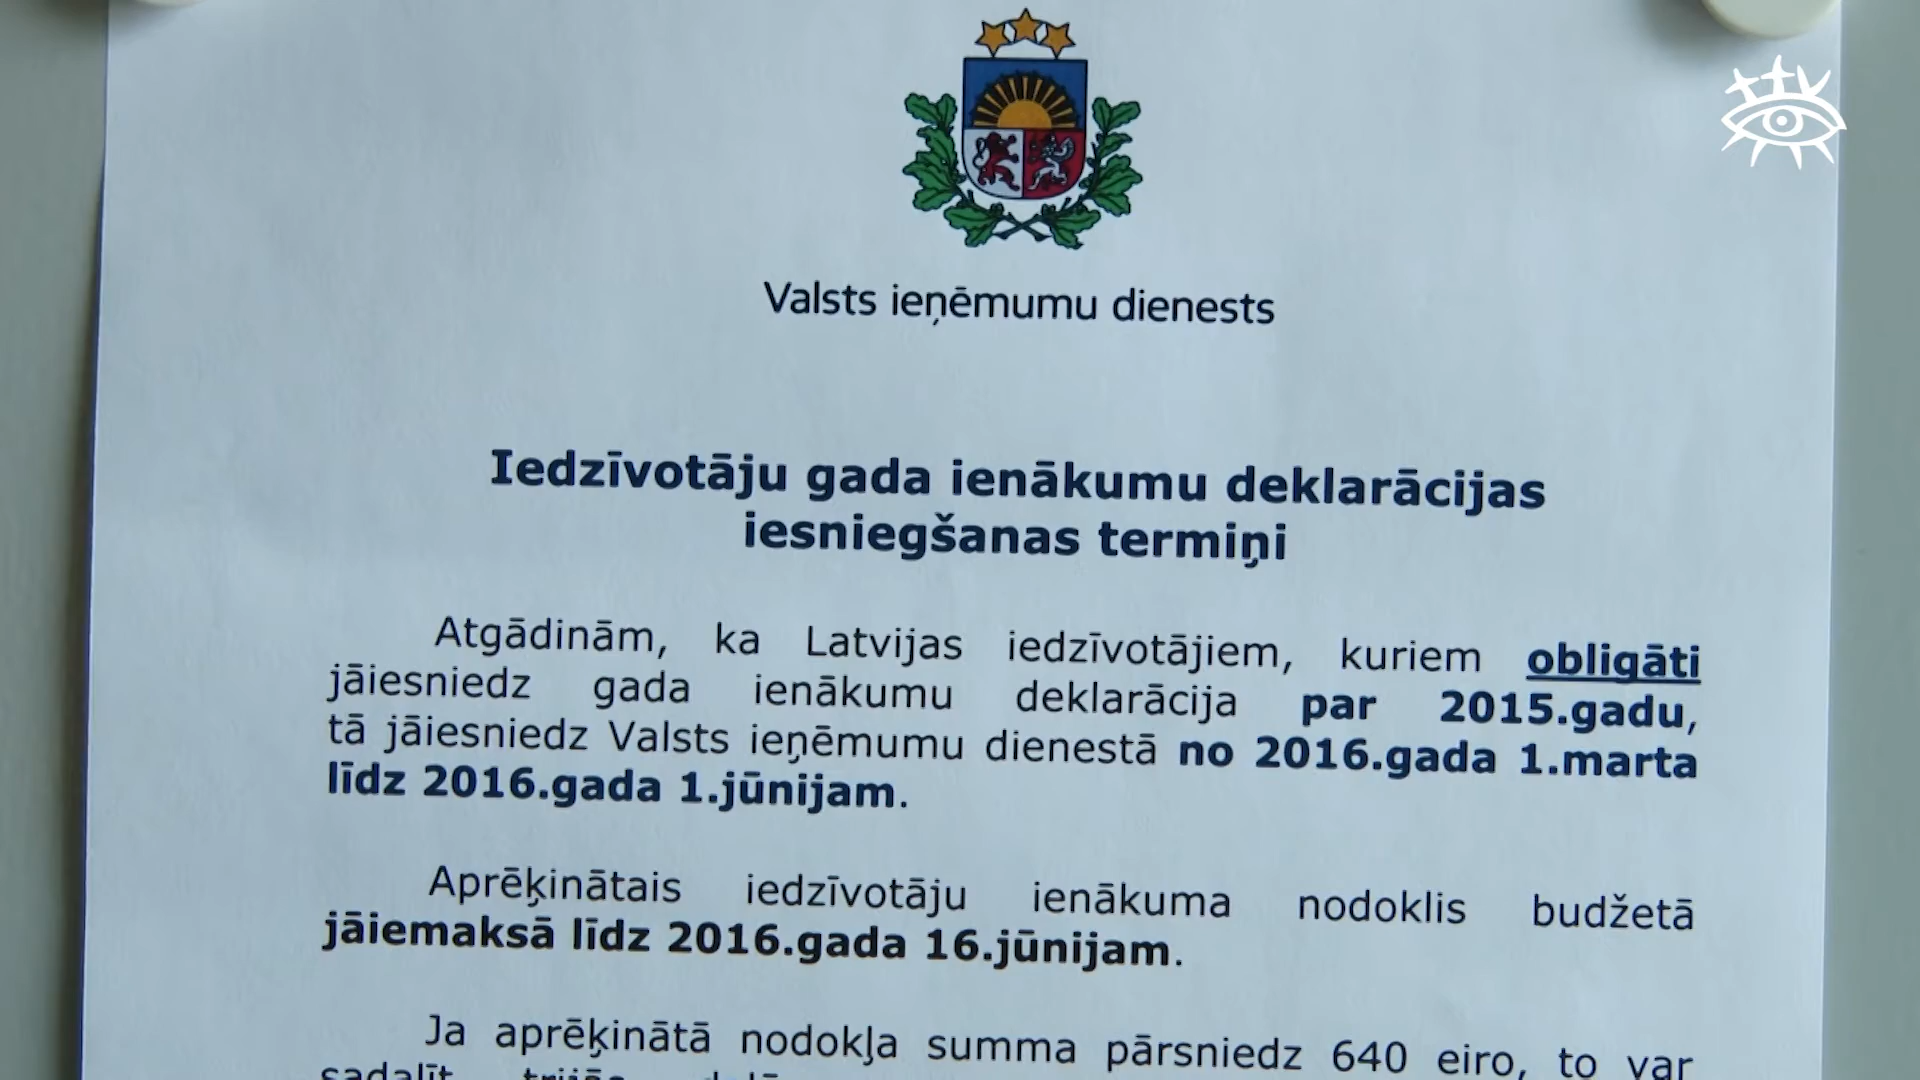 Valsts ieņēmumu dienests
Iedzīvotāju gada ienākumu deklarācijas
iesniegšanas termiņi
Atgādinām, ka Latvijas iedzīvotājiem, kuriem obligāti
jāiesniedz gada ienākumu deklarācija par 2015.gadu,
tā jāiesniedz Valsts ieņēmumu dienestā no 2016.gada 1.marta
līdz 2016.gada 1.jūnijam.
Aprēķinātais iedzīvotāju ienākuma nodoklis budžetā
jāiemaksā līdz 2016.gada 16.jūnijam.
Ja aprēķinātā nodokļa summa pārsniedz 640 eiro, to var
sadalīt trijās